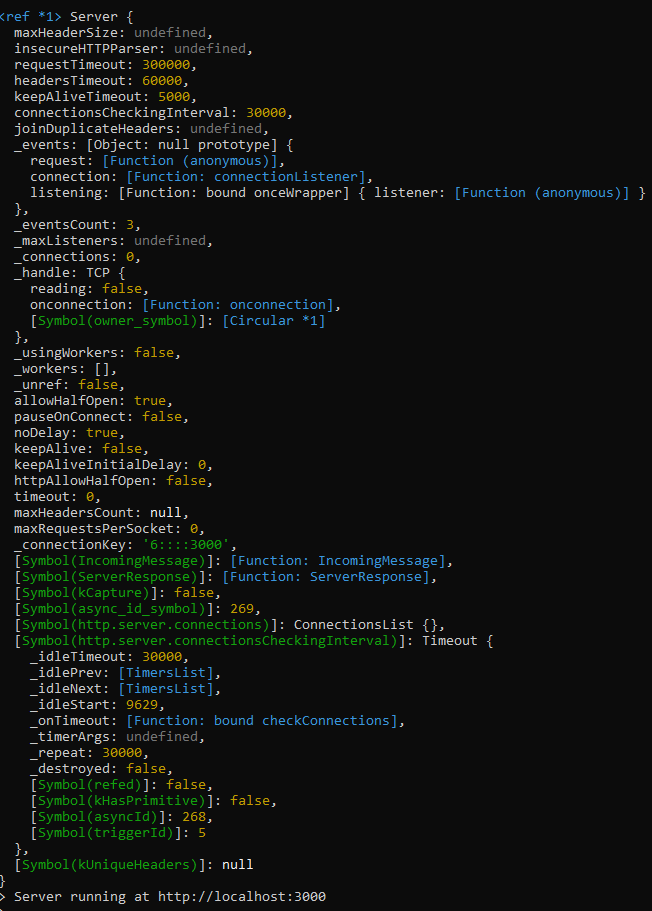 <ref *1> Server {
  maxHeaderSize: undefined,
  insecureHTTPParser: undefined,
  requestTimeout: 300000,
  headersTimeout: 60000,
  keepAliveTimeout: 5000,
  connectionsCheckingInterval: 30000,
  joinDuplicateHeaders: undefined,
  _events: [Object: null prototype] {
    request: [Function (anonymous)],
    connection: [Function: connectionListener],
    listening: [Function: bound onceWrapper] { listener: [Function (anonymous)] }
  },
  _eventsCount: 3,
  _maxListeners: undefined,
  _connections: 0,
  _handle: TCP {
    reading: false,
    onconnection: [Function: onconnection],
    [Symbol(owner_symbol)]: [Circular *1]
  },
  _usingWorkers: false,
  _workers: [],
  _unref: false,
  allowHalfOpen: true,
  pauseOnConnect: false,
  noDelay: true,
  keepAlive: false,
  keepAliveInitialDelay: 0,
  httpAllowHalfOpen: false,
  timeout: 0,
  maxHeadersCount: null,
  maxRequestsPerSocket: 0,
  _connectionKey: '6::::3000',
  [Symbol(IncomingMessage)]: [Function: IncomingMessage],
  [Symbol(ServerResponse)]: [Function: ServerResponse],
  [Symbol(kCapture)]: false,
  [Symbol(async_id_symbol)]: 269,
  [Symbol(http.server.connections)]: ConnectionsList {},
  [Symbol(http.server.connectionsCheckingInterval)]: Timeout {
    _idleTimeout: 30000,
    _idlePrev: [TimersList],
    _idleNext: [TimersList],
    _idleStart: 9629,
    _onTimeout: [Function: bound checkConnections],
    _timerArgs: undefined,
    _repeat: 30000,
    _destroyed: false,
    [Symbol(refed)]: false,
    [Symbol(kHasPrimitive)]: false,
    [Symbol(asyncId)]: 268,
    [Symbol(triggerId)]: 5
  },
  [Symbol(kUniqueHeaders)]: null
}
> Server running at http://localhost:3000